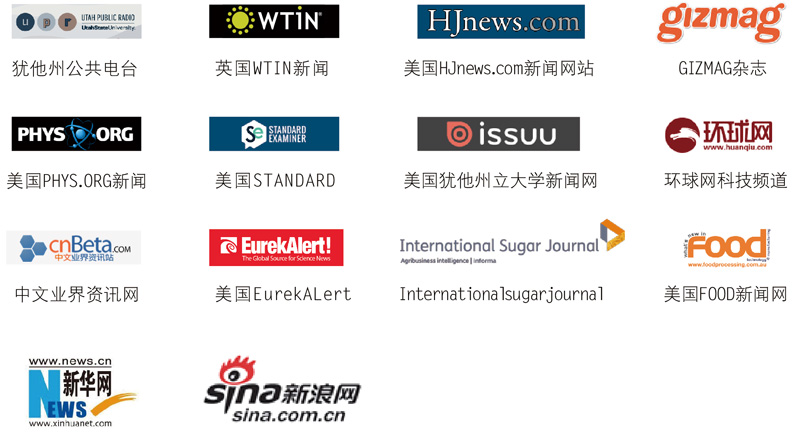 u p r
UTAH PUBLIC RADIO
UtahStateUniversity.
犹他州公共电台
WTiN
英国WTIN新闻
HJnews.com
美国HJnews.com新闻网站
gizmag
GIZMAG杂志
PHYS ORG
美国PHYS.ORG新闻
Se
STANDARD
EXAMINER
美国STANDARD
issuu
美国犹他州立大学新闻网
环球网
www.huanqiu.com
环球网科技频道
cnBeta.COM
中文业界资讯站
中文业界资讯网
EurekAlert!
The Global Source for Science News
美国EurekALert
International Sugar Journal
Agribusiness intelligence | informa
Internationalsugarjournal
what's new in
FOOD
www.foodprocessing.com.au
美国FOOD新闻网
www.news.cn
新华网
NEWS
www.xinhuanet.com
sina新浪网
sina.com.cn